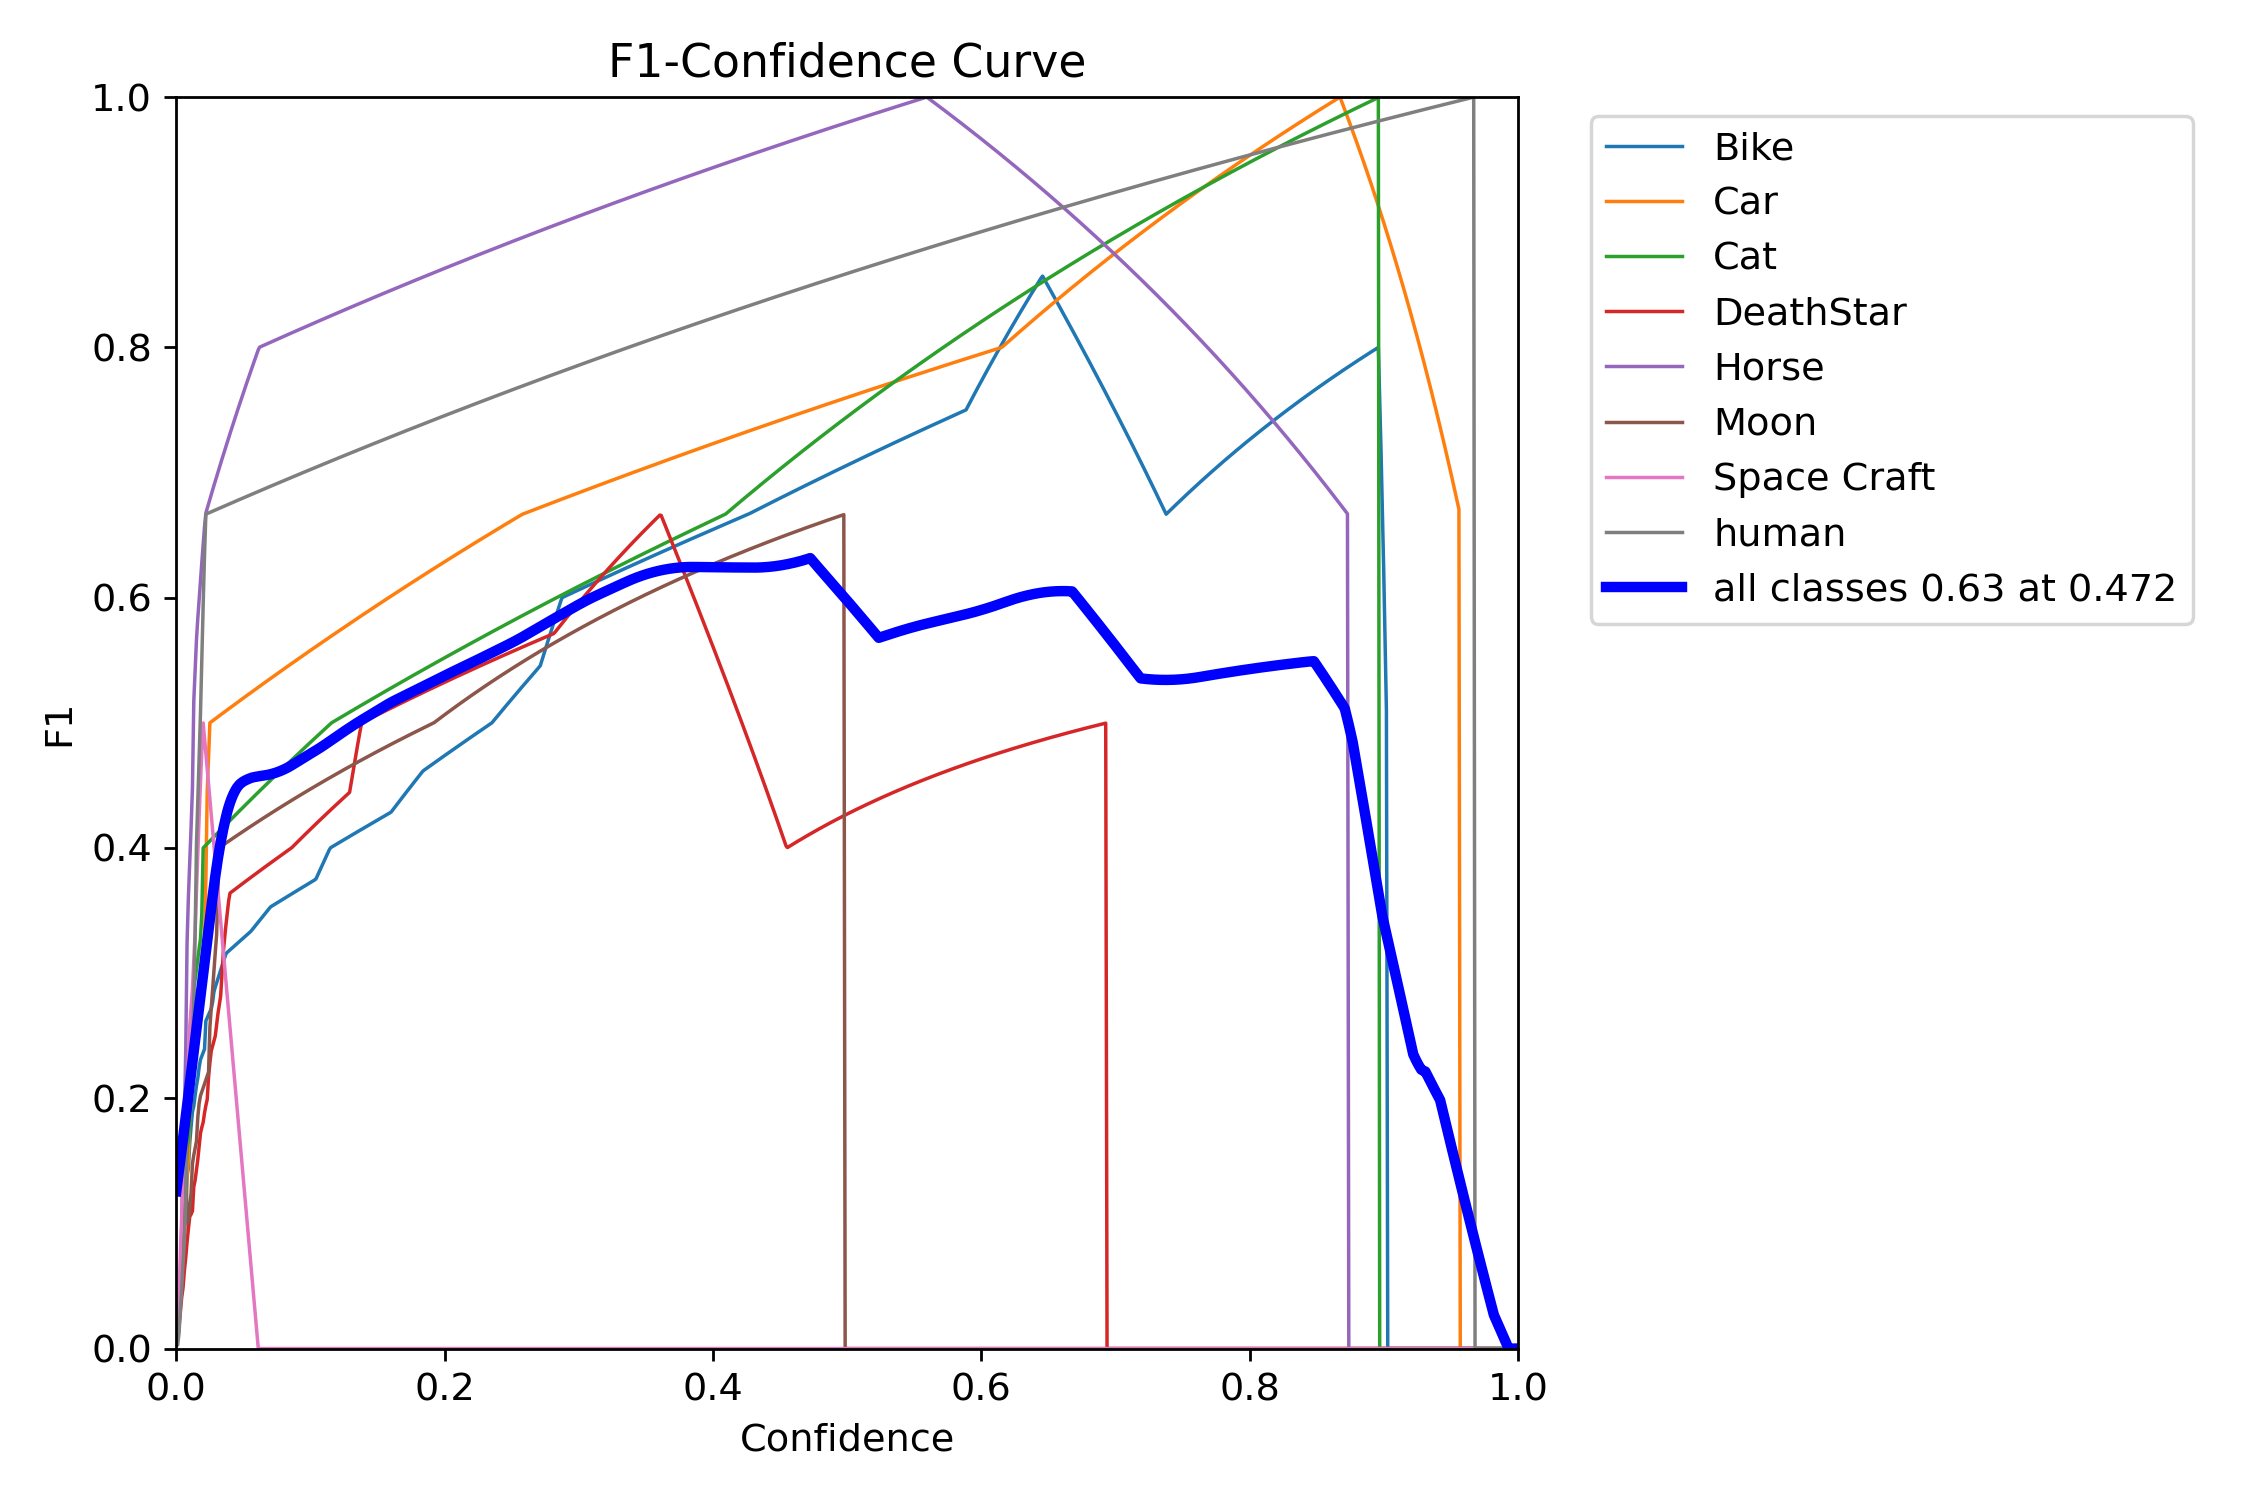 F1-Confidence Curve
1.0
0.8
0.6
0.4
0.2
0.0
F1
0.0 0.2 0.4 0.6 0.8 1.0
Confidence
Bike
Car
Cat
DeathStar
Horse
Moon
Space Craft
human
all classes 0.63 at 0.472